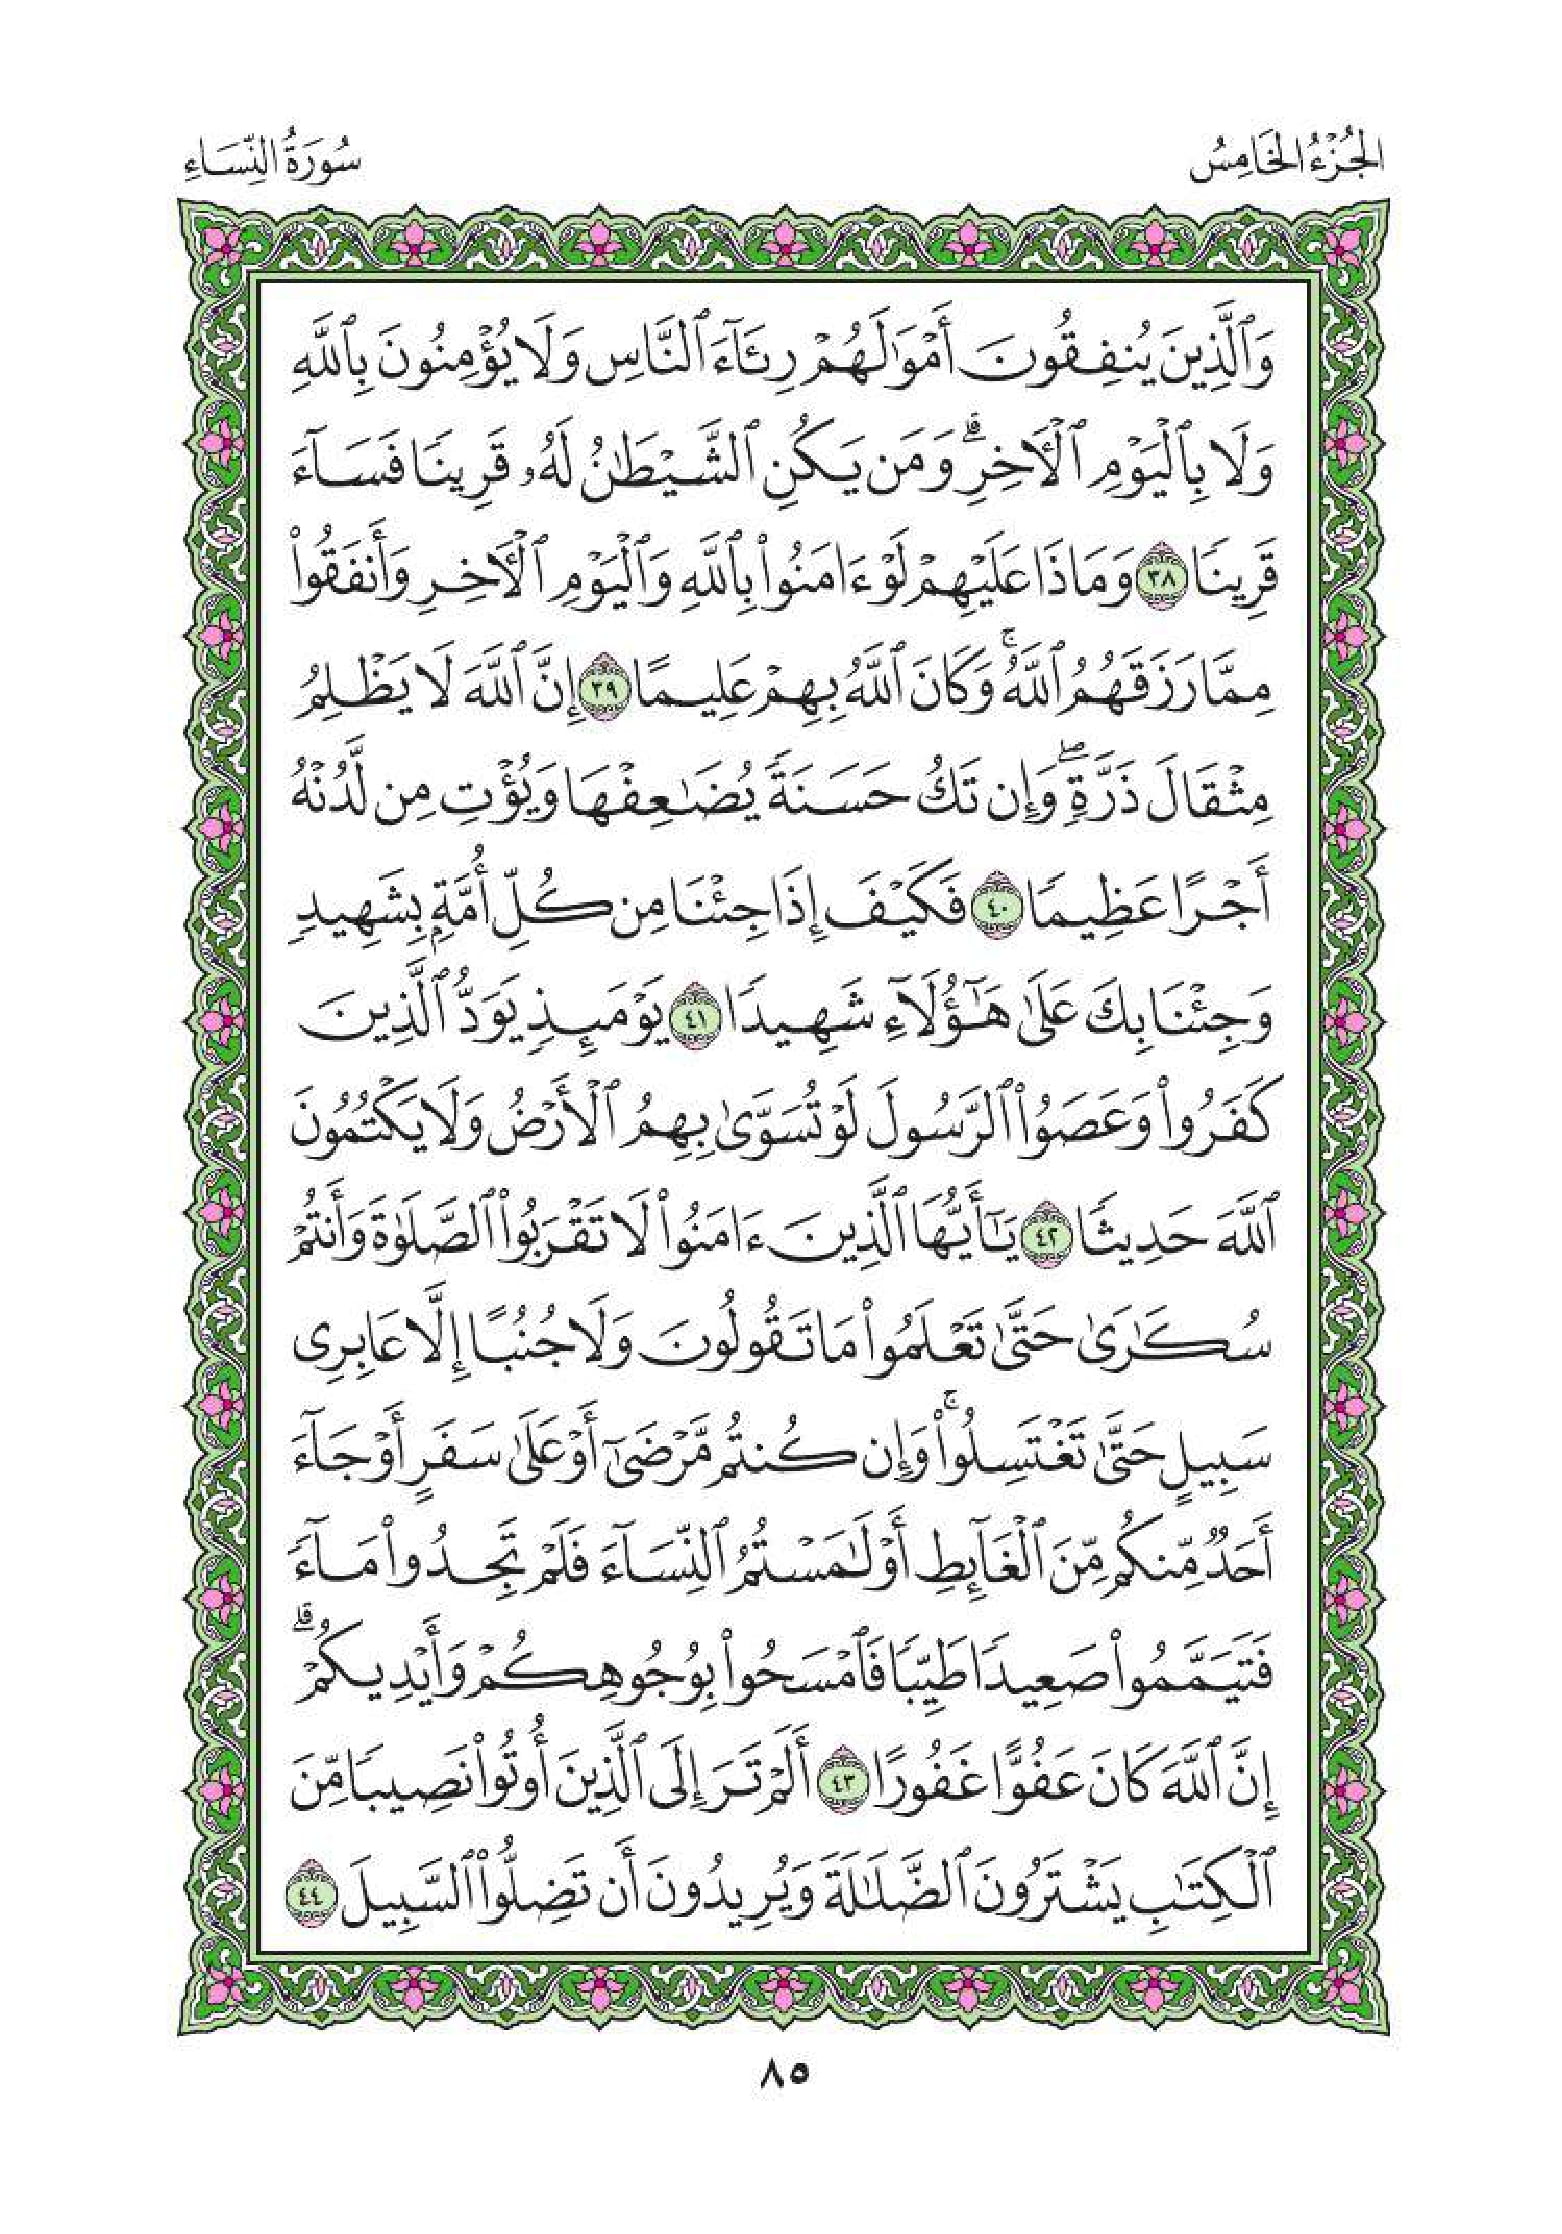 الجُزْءُ الخَامِسُ
سُورَةُ النِّسَاءِ
وَٱلَّذِينَ يُنفِقُونَ أَمْوَٰلَهُمْ رِئَآءَ ٱلنَّاسِ وَلَا يُؤْمِنُونَ بِٱللَّهِ
وَلَا بِٱلْيَوْمِ ٱلْـَٔاخِرِۗ وَمَن يَكُنِ ٱلشَّيْطَٰنُ لَهُۥ قَرِينًا فَسَآءَ
قَرِينًا ٣٨ وَمَاذَا عَلَيْهِمْ لَوْ ءَامَنُوا۟ بِٱللَّهِ وَٱلْيَوْمِ ٱلْـَٔاخِرِ وَأَنفَقُوا۟
مِمَّا رَزَقَهُمُ ٱللَّهُۚ وَكَانَ ٱللَّهُ بِهِمْ عَلِيمًا ٣٩ إِنَّ ٱللَّهَ لَا يَظْلِمُ
مِثْقَالَ ذَرَّةٍۖ وَإِن تَكُ حَسَنَةً يُضَٰعِفْهَا وَيُؤْتِ مِن لَّدُنْهُ
أَجْرًا عَظِيمًا ٤٠ فَكَيْفَ إِذَا جِئْنَا مِن كُلِّ أُمَّةٍۭ بِشَهِيدٍ
وَجِئْنَا بِكَ عَلَىٰ هَٰٓؤُلَآءِ شَهِيدًا ٤١ يَوْمَئِذٍ يَوَدُّ ٱلَّذِينَ
كَفَرُوا۟ وَعَصَوُا۟ ٱلرَّسُولَ لَوْ تُسَوَّىٰ بِهِمُ ٱلْأَرْضُ وَلَا يَكْتُمُونَ
ٱللَّهَ حَدِيثًا ٤٢ يَٰٓأَيُّهَا ٱلَّذِينَ ءَامَنُوا۟ لَا تَقْرَبُوا۟ ٱلصَّلَوٰةَ وَأَنتُمْ
سُكَٰرَىٰ حَتَّىٰ تَعْلَمُوا۟ مَا تَقُولُونَ وَلَا جُنُبًا إِلَّا عَابِرِى
سَبِيلٍ حَتَّىٰ تَغْتَسِلُوا۟ۚ وَإِن كُنتُم مَّرْضَىٰٓ أَوْ عَلَىٰ سَفَرٍ أَوْ جَآءَ
أَحَدٌ مِّنكُم مِّنَ ٱلْغَآئِطِ أَوْ لَٰمَسْتُمُ ٱلنِّسَآءَ فَلَمْ تَجِدُوا۟ مَآءً
فَتَيَمَّمُوا۟ صَعِيدًا طَيِّبًا فَٱمْسَحُوا۟ بِوُجُوهِكُمْ وَأَيْدِيكُمْۗ
إِنَّ ٱللَّهَ كَانَ عَفُوًّا غَفُورًا ٤٣ أَلَمْ تَرَ إِلَى ٱلَّذِينَ أُوتُوا۟ نَصِيبًا مِّنَ
ٱلْكِتَٰبِ يَشْتَرُونَ ٱلضَّلَٰلَةَ وَيُرِيدُونَ أَن تَضِلُّوا۟ ٱلسَّبِيلَ ٤٤
٨٥